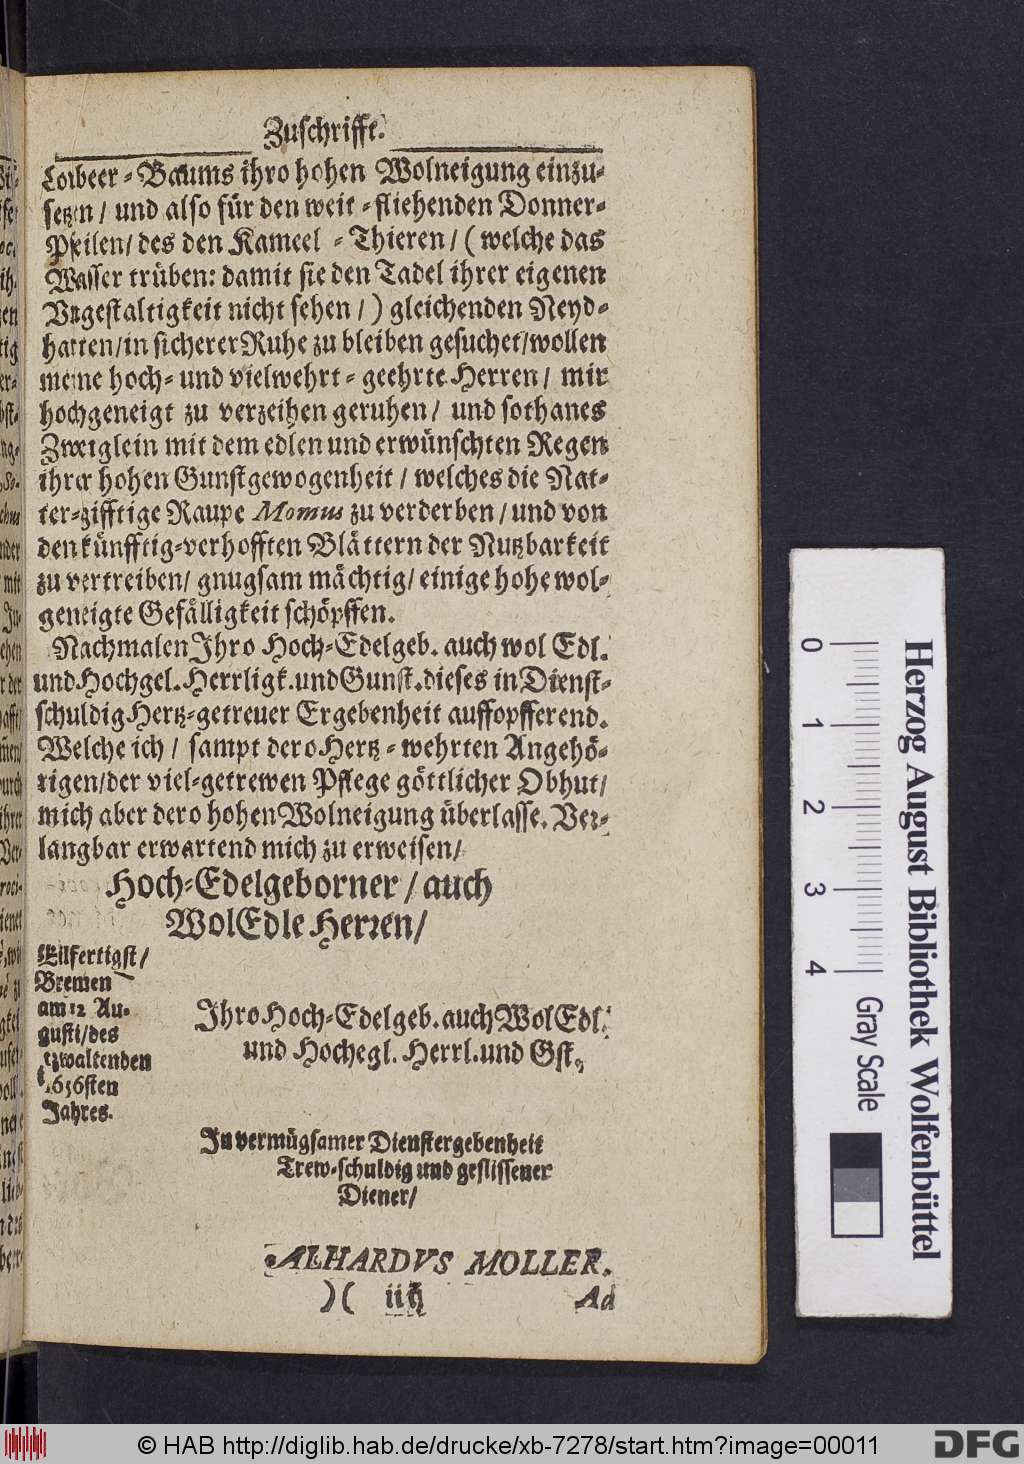 Zuschrifft.
Lorbeer-Baums ihro hohen Wolneigung einzu-
setzen / und also für den weit-fliehenden Donner-
Pfeilen / des den Kameel-Thieren / (welche das
Wasser trüben: damit sie den Tadel ihrer eigenen
Vngestaltigkeit nicht sehen /) gleichenden Neyd-
harten / in sicherer Ruhe zu bleiben gesuchet / wollen
meine hoch- und vielwehrt-geehrte Herren / mir
hochgeneigt zu verzeihen geruhen / und sothanes
Zweiglein mit dem edlen und erwünschten Regen
ihrer hohen Gunstgewogenheit / welches die Nat-
ter-zifftige Raupe Momus zu verderben / und von
den künfftig-verhofften Blättern der Nutzbarkeit
zu vertreiben / gnugsam mächtig / einige hohe wol-
geneigte Gefälligkeit schöpffen.
Nachmalen Ihro Hoch-Edelgeb. auch wol Edl.
und Hochgel. Herrligk. und Gunst. dieses in Dienst-
schuldig Hertz-getreuer Ergebenheit auffopfferend.
Welche ich / sampt dero Hertz-wehrten Angehö-
rigen / der viel-getrewen Pflege göttlicher Obhut /
mich aber dero hohen Wolneigung überlasse. Ver-
langbar erwartend mich zu erweisen /
Hoch-Edelgeborner / auch
WolEdle Herren /
Eilfertigst /
Bremen
am 12 Au-
gusti / des
itzwaltenden
1656sten
Jahres.
Ihro Hoch-Edelgeb. auch WolEdl.
und Hochegl. Herrl. und Gst.
In vermügsamer Dienstergebenheit
Trew-schuldig und geflissener
Diener /
ALHARDVS MOLLER.
)( iij Ad
0 1 2 3 4
Herzog August Bibliothek Wolfenbüttel
Gray Scale
© HAB http://diglib.hab.de/drucke/xb-7278/start.htm?image=00011
DFG